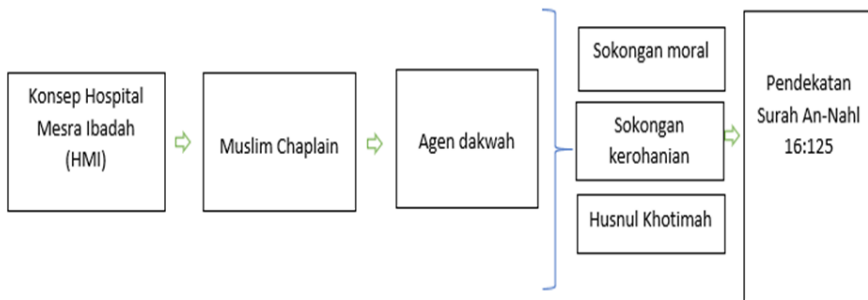 Konsep Hospital
Mesra Ibadah
(HMI)
Muslim Chaplain
Agen dakwah
Sokongan moral
Sokongan
kerohanian
Husnul Khotimah
Pendekatan
Surah An-Nahl
16:125